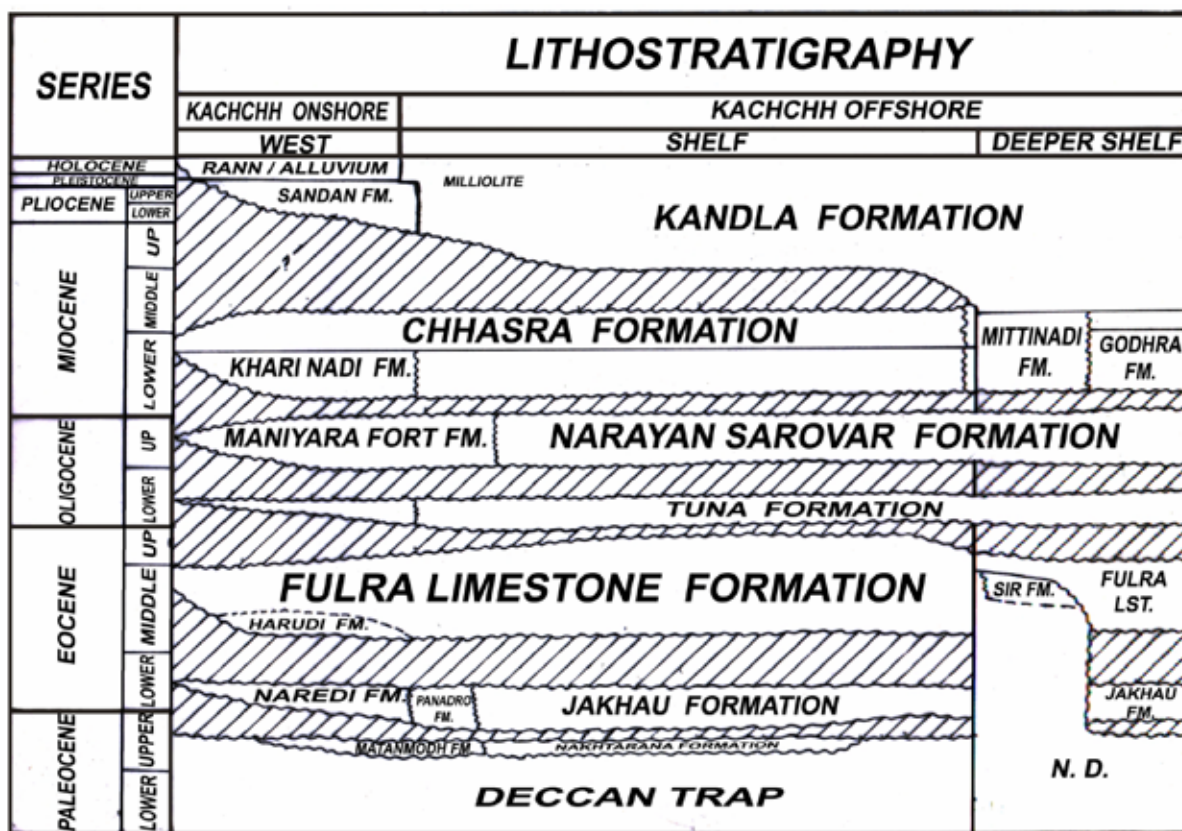 LITHOSTRATIGRAPHY
SERIES
KACHCHH ONSHORE
KACHCHH OFFSHORE
WEST
SHELF
DEEPER SHELF
HOLOCENE
RANN / ALLUVIUM
PLEISTOCENE
MILLIOLITE
PLIOCENE
UPPER
LOWER
SANDAN FM.
KANDLA FORMATION
MIOCENE
UP
MIDDLE
LOWER
?
CHHASRA FORMATION
MITTINADI
FM.
GODHRA
FM.
KHARI NADI FM.
OLIGOCENE
UP
LOWER
MANIYARA FORT FM.
NARAYAN SAROVAR FORMATION
TUNA FORMATION
EOCENE
UP
MIDDLE
LOWER
FULRA LIMESTONE FORMATION
SIR FM.
FULRA
LST.
HARUDI FM.
NAREDI FM.
PANADRO
FM.
JAKHAU FORMATION
JAKHAU
FM.
PALEOCENE
UPPER
LOWER
MATANMODH FM.
NAKHTARANA FORMATION
N. D.
DECCAN TRAP